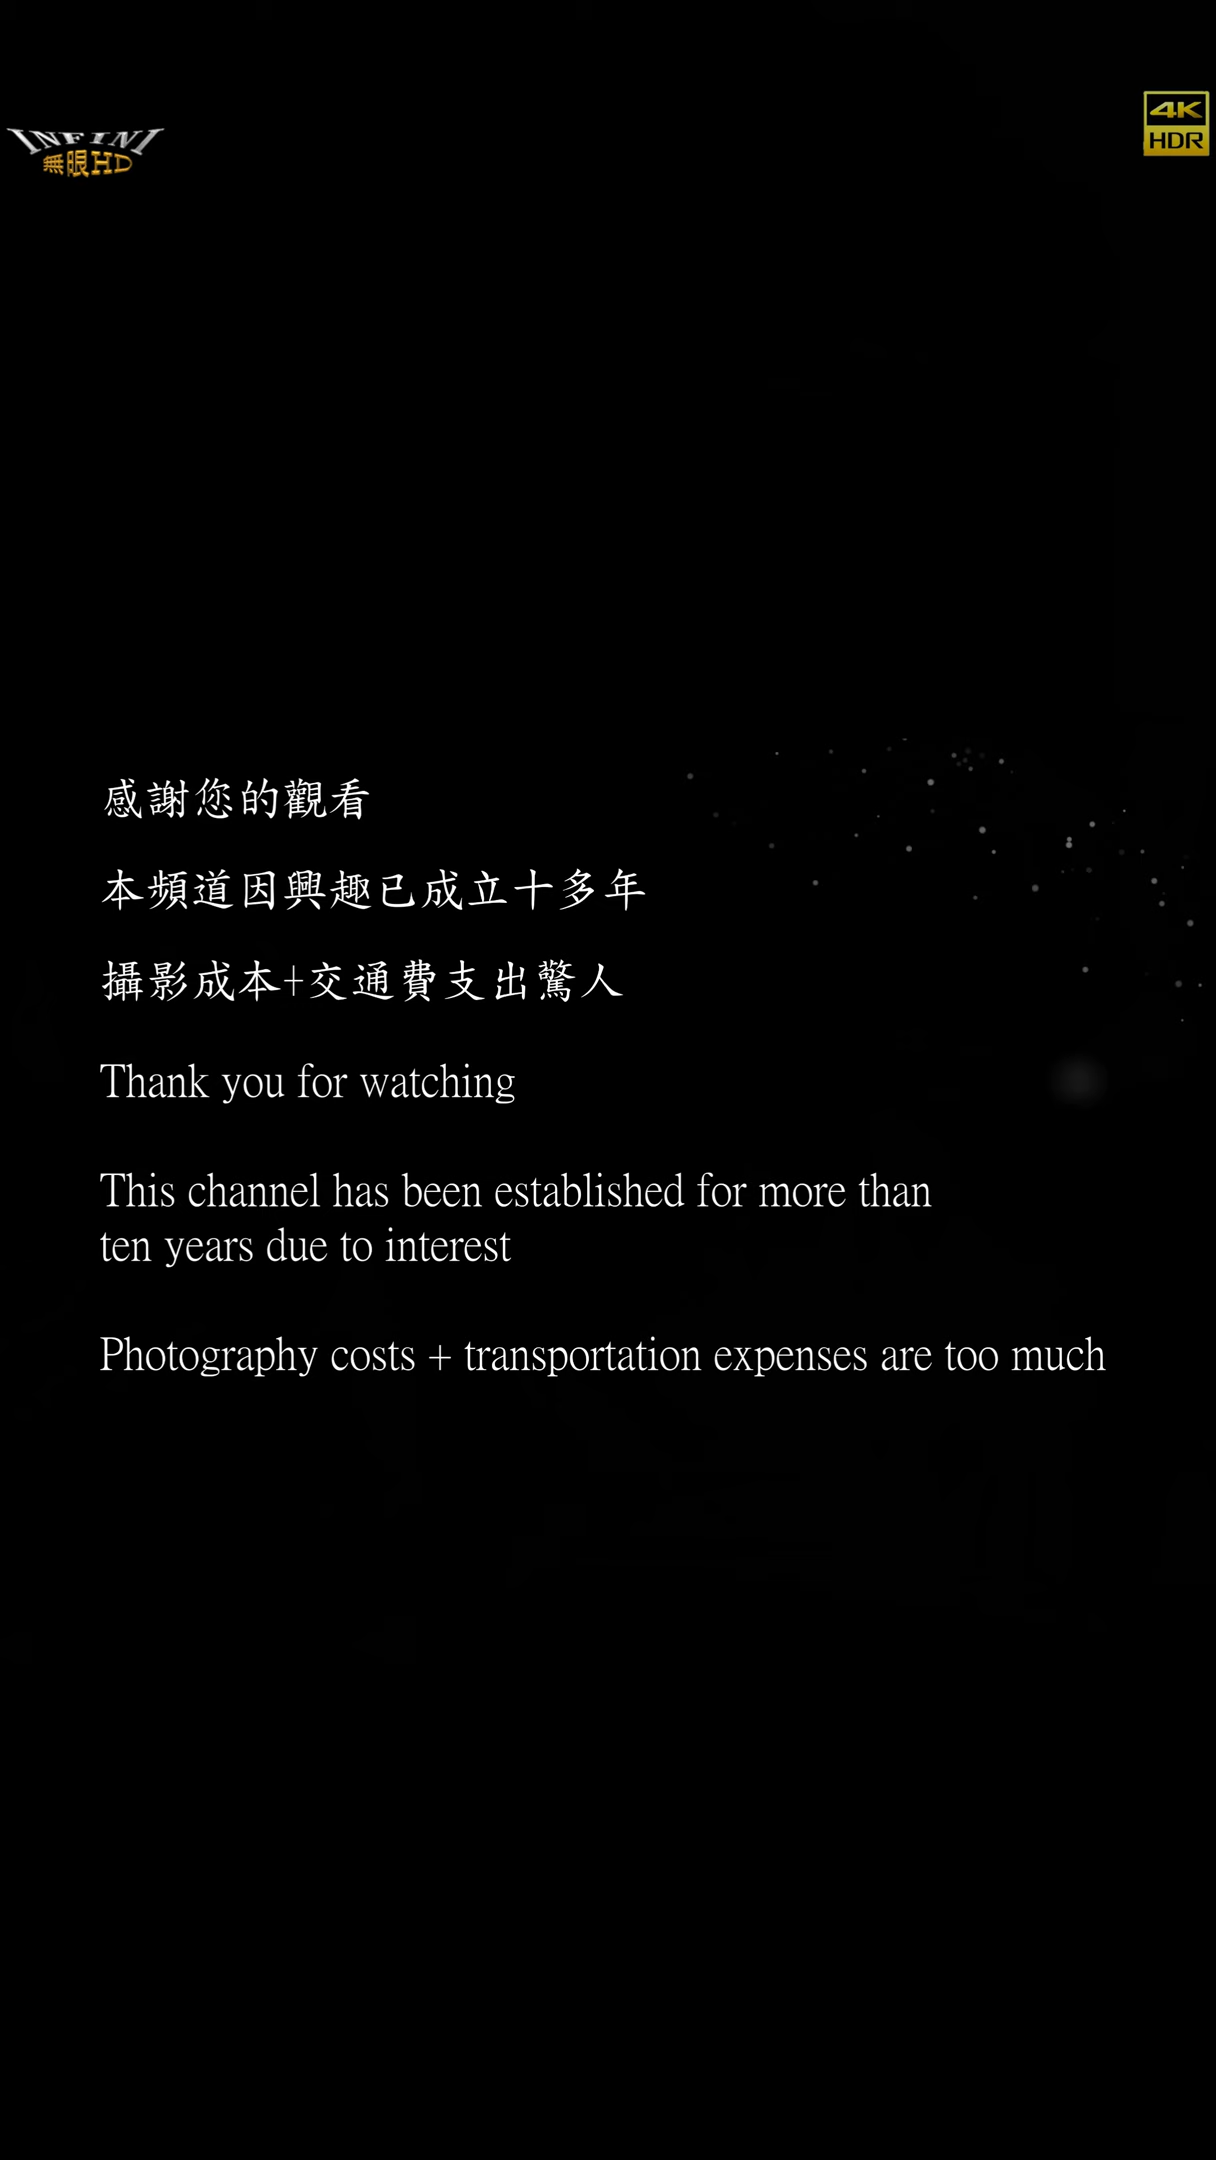 INFINI
無眼HD
4K
HDR
感謝您的觀看
本頻道因興趣已成立十多年
攝影成本+交通費支出驚人
Thank you for watching
This channel has been established for more than
ten years due to interest
Photography costs + transportation expenses are too much